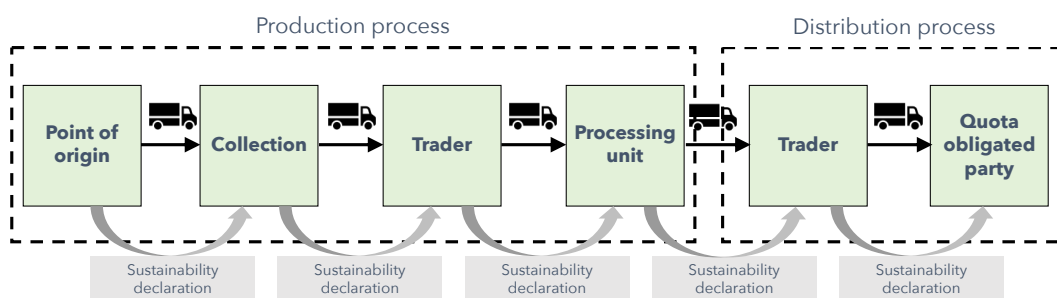 Production process
Distribution process
Point of
origin
Collection
Trader
Processing
unit
Trader
Quota
obligated
party
Sustainability
declaration
Sustainability
declaration
Sustainability
declaration
Sustainability
declaration
Sustainability
declaration